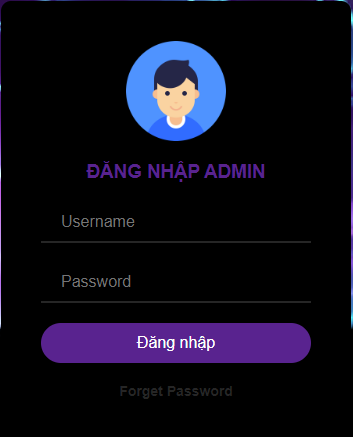 ĐĂNG NHẬP ADMIN
Username
Password
Đăng nhập
Forget Password